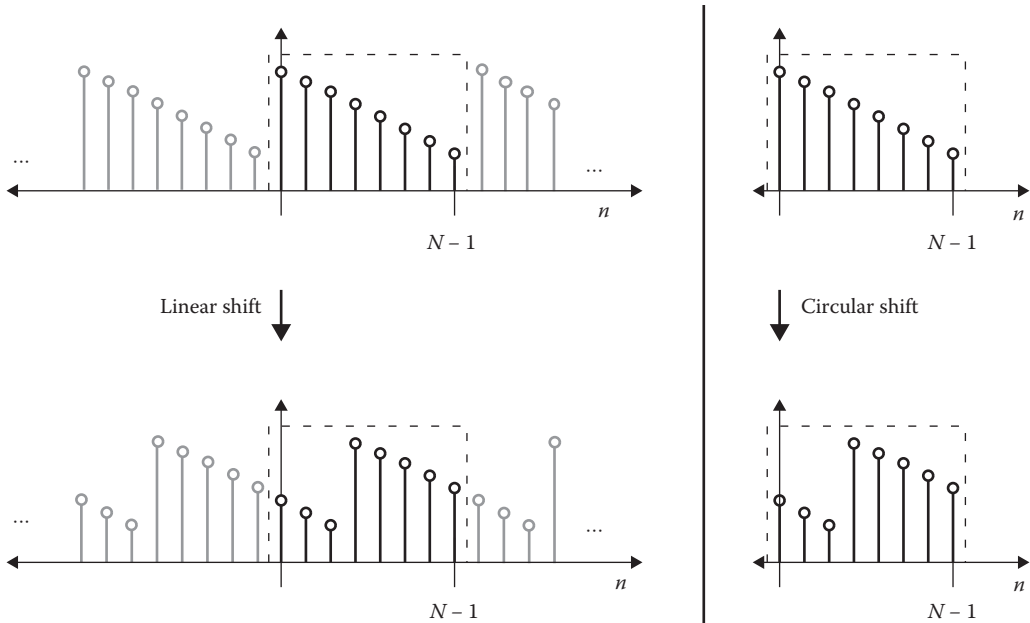 ...
...
n
N – 1
n
N – 1
Linear shift
Circular shift
...
...
n
N – 1
n
N – 1